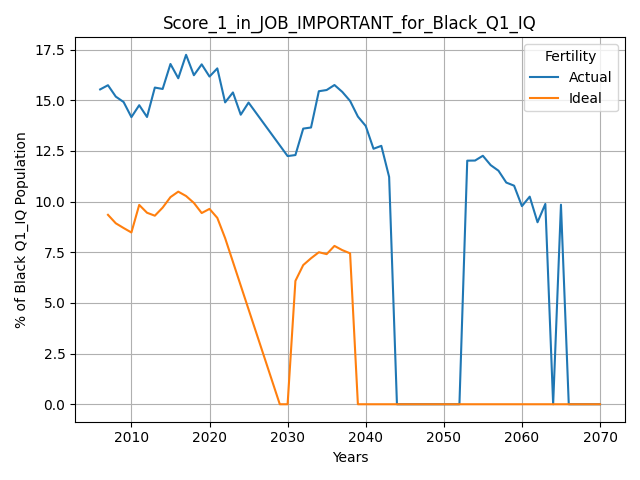 Score_1_in_JOB_IMPORTANT_for_Black_Q1_IQ
Fertility
Actual
Ideal
% of Black Q1_IQ Population
17.5
15.0
12.5
10.0
7.5
5.0
2.5
0.0
2010 2020 2030 2040 2050 2060 2070
Years